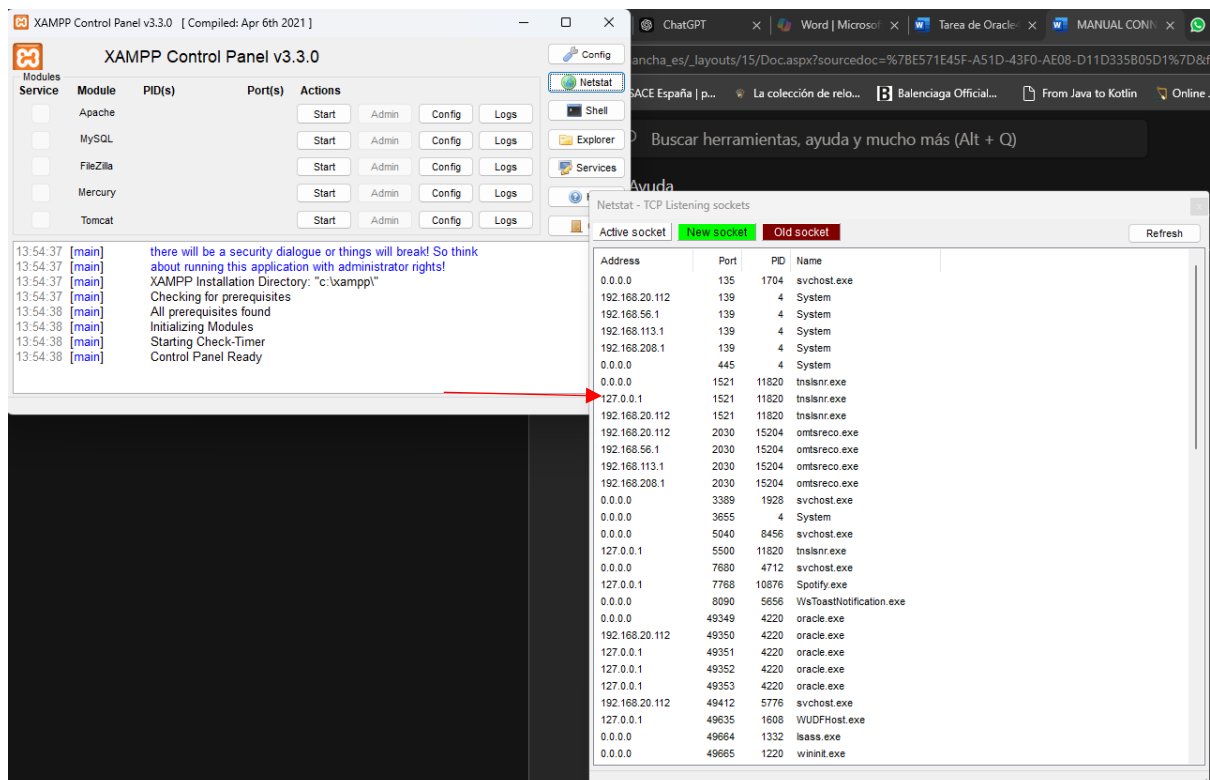 XAMPP Control Panel v3.3.0 [ Compiled: Apr 6th 2021 ]
XAMPP Control Panel v3.3.0
Modules
Service Module PID(s) Port(s) Actions
Apache Start Admin Config Logs
MySQL Start Admin Config Logs
FileZilla Start Admin Config Logs
Mercury Start Admin Config Logs
Tomcat Start Admin Config Logs
Config
Netstat
Shell
Explorer
Services
13:54:37 [main] there will be a security dialogue or things will break! So think
13:54:37 [main] about running this application with administrator rights!
13:54:37 [main] XAMPP Installation Directory: "c:\xampp\"
13:54:37 [main] Checking for prerequisites
13:54:38 [main] All prerequisites found
13:54:38 [main] Initializing Modules
13:54:38 [main] Starting Check-Timer
13:54:38 [main] Control Panel Ready
ChatGPT Word | Microsof Tarea de Oracle MANUAL CONN
ancha_es/_layouts/15/Doc.aspx?sourcedoc=%7BE571E45F-A51D-43F0-AE08-D11D335B05D1%7D&f
SACE España | p... La colección de relo... Balenciaga Official... From Java to Kotlin Online
Buscar herramientas, ayuda y mucho más (Alt + Q)
Ayuda
Netstat - TCP Listening sockets
Active socket New socket Old socket Refresh
Address Port PID Name
0.0.0.0 135 1704 svchost.exe
192.168.20.112 139 4 System
192.168.56.1 139 4 System
192.168.113.1 139 4 System
192.168.208.1 139 4 System
0.0.0.0 445 4 System
0.0.0.0 1521 11820 tnslsnr.exe
127.0.0.1 1521 11820 tnslsnr.exe
192.168.20.112 1521 11820 tnslsnr.exe
192.168.20.112 2030 15204 omtsreco.exe
192.168.56.1 2030 15204 omtsreco.exe
192.168.113.1 2030 15204 omtsreco.exe
192.168.208.1 2030 15204 omtsreco.exe
0.0.0.0 3389 1928 svchost.exe
0.0.0.0 3655 4 System
0.0.0.0 5040 8456 svchost.exe
127.0.0.1 5500 11820 tnslsnr.exe
0.0.0.0 7680 4712 svchost.exe
127.0.0.1 7768 10876 Spotify.exe
0.0.0.0 8090 5656 WsToastNotification.exe
0.0.0.0 49349 4220 oracle.exe
192.168.20.112 49350 4220 oracle.exe
127.0.0.1 49351 4220 oracle.exe
127.0.0.1 49352 4220 oracle.exe
127.0.0.1 49353 4220 oracle.exe
192.168.20.112 49412 5776 svchost.exe
127.0.0.1 49635 1608 WUDFHost.exe
0.0.0.0 49664 1332 lsass.exe
0.0.0.0 49665 1220 wininit.exe